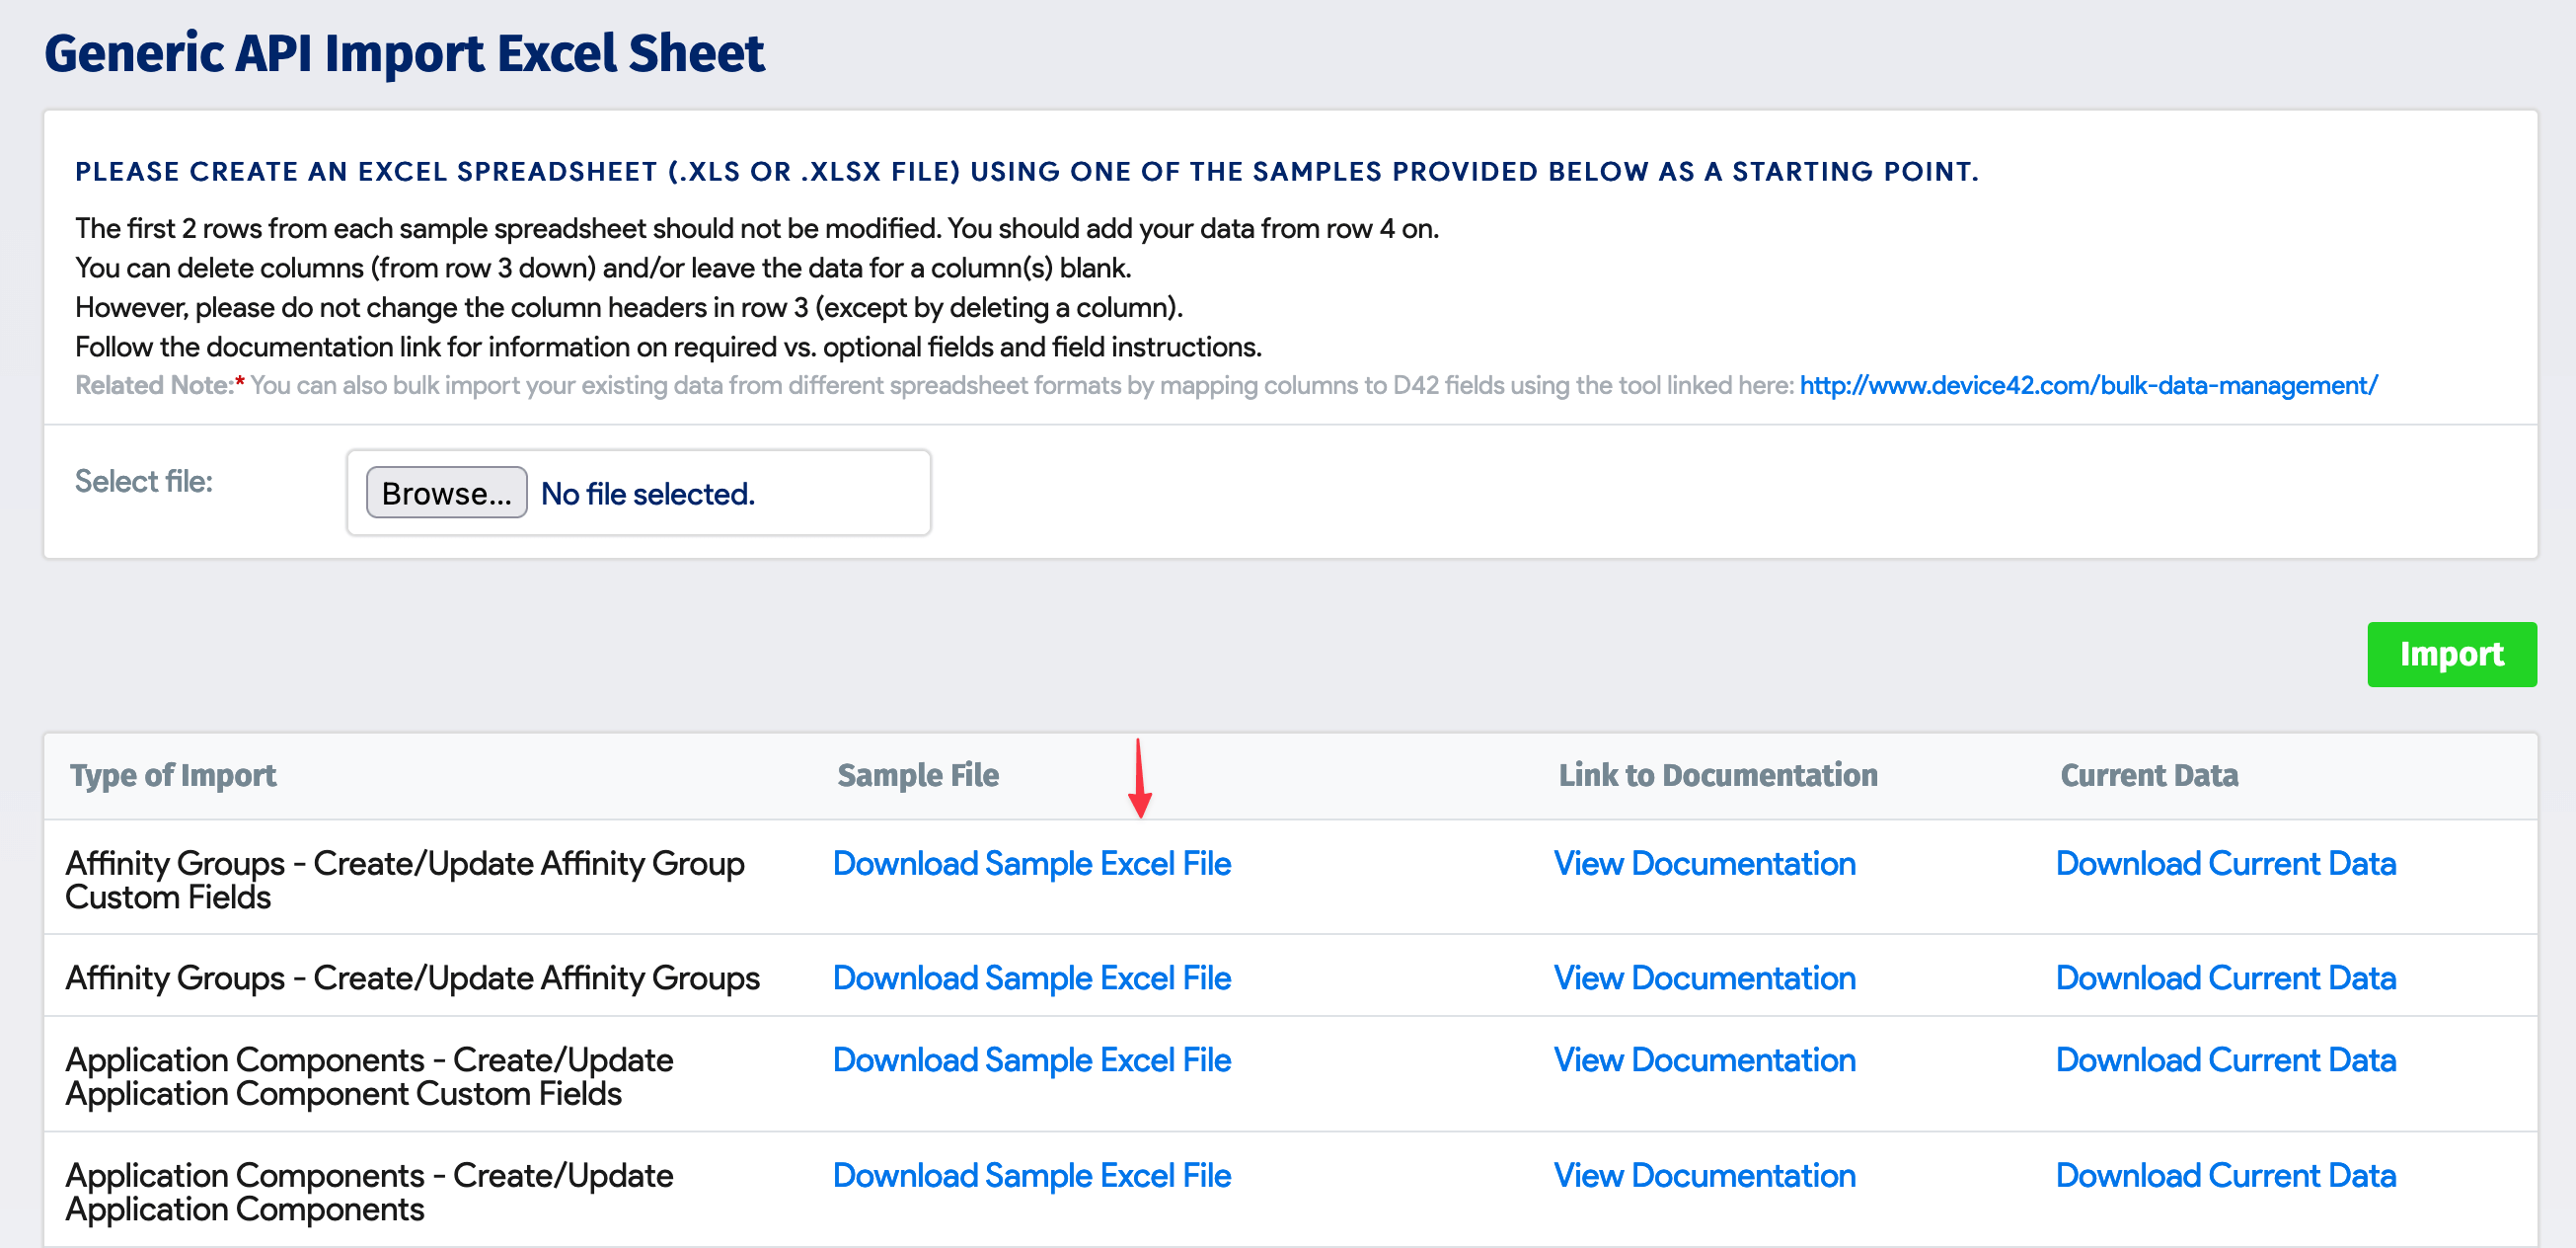 Generic API Import Excel Sheet
PLEASE CREATE AN EXCEL SPREADSHEET (.XLS OR .XLSX FILE) USING ONE OF THE SAMPLES PROVIDED BELOW AS A STARTING POINT.
The first 2 rows from each sample spreadsheet should not be modified. You should add your data from row 4 on.
You can delete columns (from row 3 down) and/or leave the data for a column(s) blank.
However, please do not change the column headers in row 3 (except by deleting a column).
Follow the documentation link for information on required vs. optional fields and field instructions.
Related Note:* You can also bulk import your existing data from different spreadsheet formats by mapping columns to D42 fields using the tool linked here: http://www.device42.com/bulk-data-management/
Select file: Browse... No file selected.
Import
Type of Import Sample File Link to Documentation Current Data
Affinity Groups - Create/Update Affinity Group Download Sample Excel File View Documentation Download Current Data
Custom Fields
Affinity Groups - Create/Update Affinity Groups Download Sample Excel File View Documentation Download Current Data
Application Components - Create/Update Download Sample Excel File View Documentation Download Current Data
Application Component Custom Fields
Application Components - Create/Update Download Sample Excel File View Documentation Download Current Data
Application Components